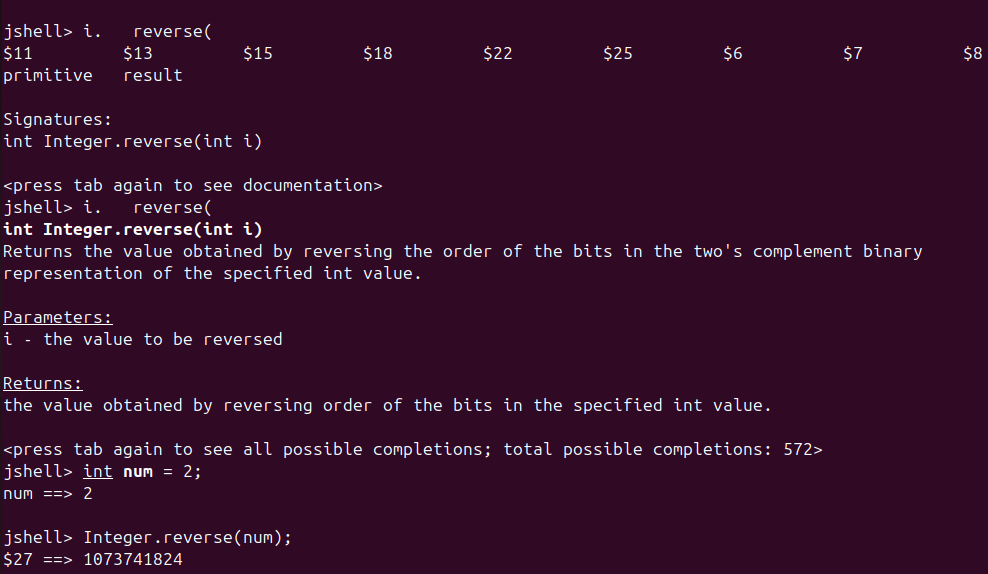 jshell> i.   reverse(
$11         $13         $15         $18         $22         $25         $6          $7          $8
primitive   result

Signatures:
int Integer.reverse(int i)

<press tab again to see documentation>
jshell> i.   reverse(
int Integer.reverse(int i)
Returns the value obtained by reversing the order of the bits in the two's complement binary
representation of the specified int value.

Parameters:
i - the value to be reversed

Returns:
the value obtained by reversing order of the bits in the specified int value.

<press tab again to see all possible completions; total possible completions: 572>
jshell> int num = 2;
num ==> 2

jshell> Integer.reverse(num);
$27 ==> 1073741824